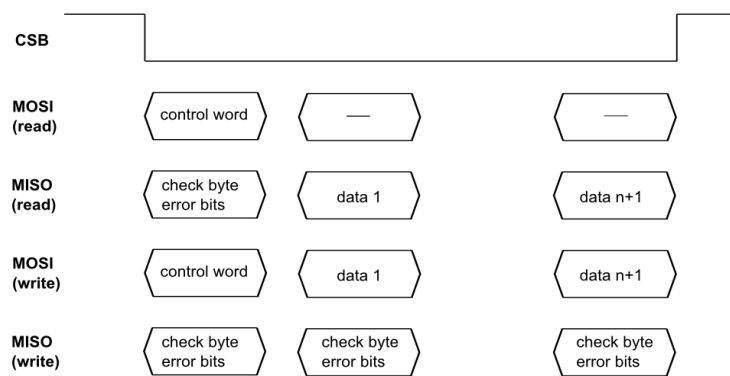 CSB
MOSI
(read)
control word
—
—
MISO
(read)
check byte
error bits
data 1
data n+1
MOSI
(write)
control word
data 1
data n+1
MISO
(write)
check byte
error bits
check byte
error bits
check byte
error bits